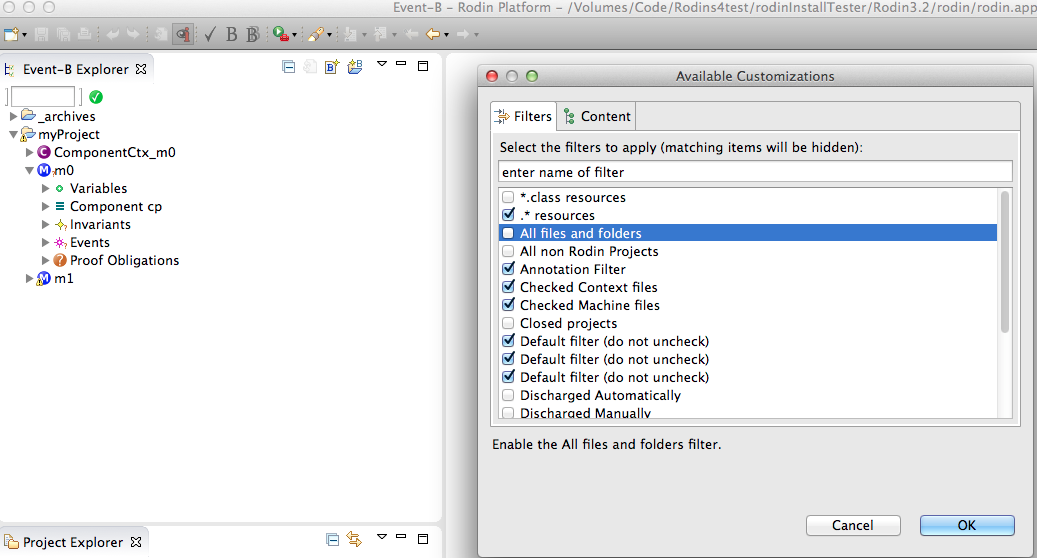 Event-B – Rodin Platform – /Volumes/Code/Rodins4test/rodinInstallTester/Rodin3.2/rodin/rodin.app
Event-B Explorer
_archives
myProject
ComponentCtx_m0
m0
Variables
Component cp
Invariants
Events
Proof Obligations
m1
Project Explorer
Available Customizations
Filters
Content
Select the filters to apply (matching items will be hidden):
enter name of filter
*.class resources
.* resources
All files and folders
All non Rodin Projects
Annotation Filter
Checked Context files
Checked Machine files
Closed projects
Default filter (do not uncheck)
Default filter (do not uncheck)
Default filter (do not uncheck)
Discharged Automatically
Discharged Manually
Enable the All files and folders filter.
Cancel
OK